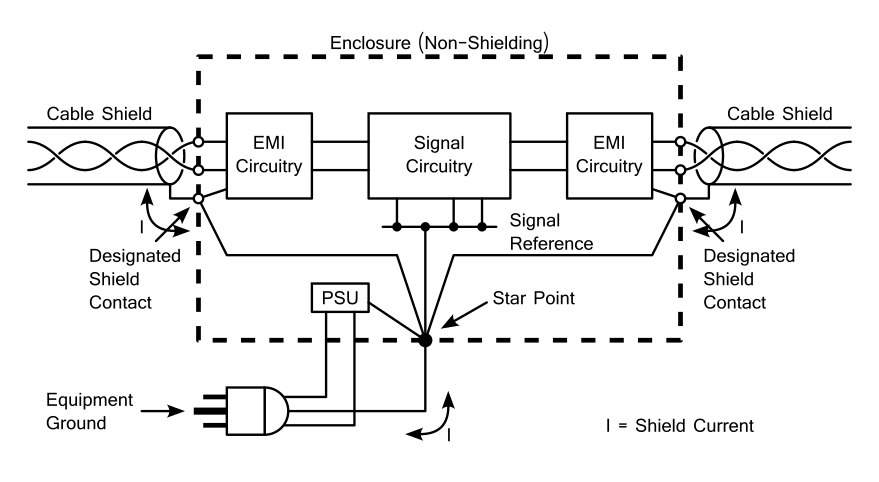 Enclosure (Non-Shielding)
Cable Shield
Cable Shield
EMI
Circuitry
Signal
Circuitry
EMI
Circuitry
I
Signal
Reference
I
Designated
Shield
Contact
Designated
Shield
Contact
PSU
Star Point
Equipment
Ground
I
I = Shield Current